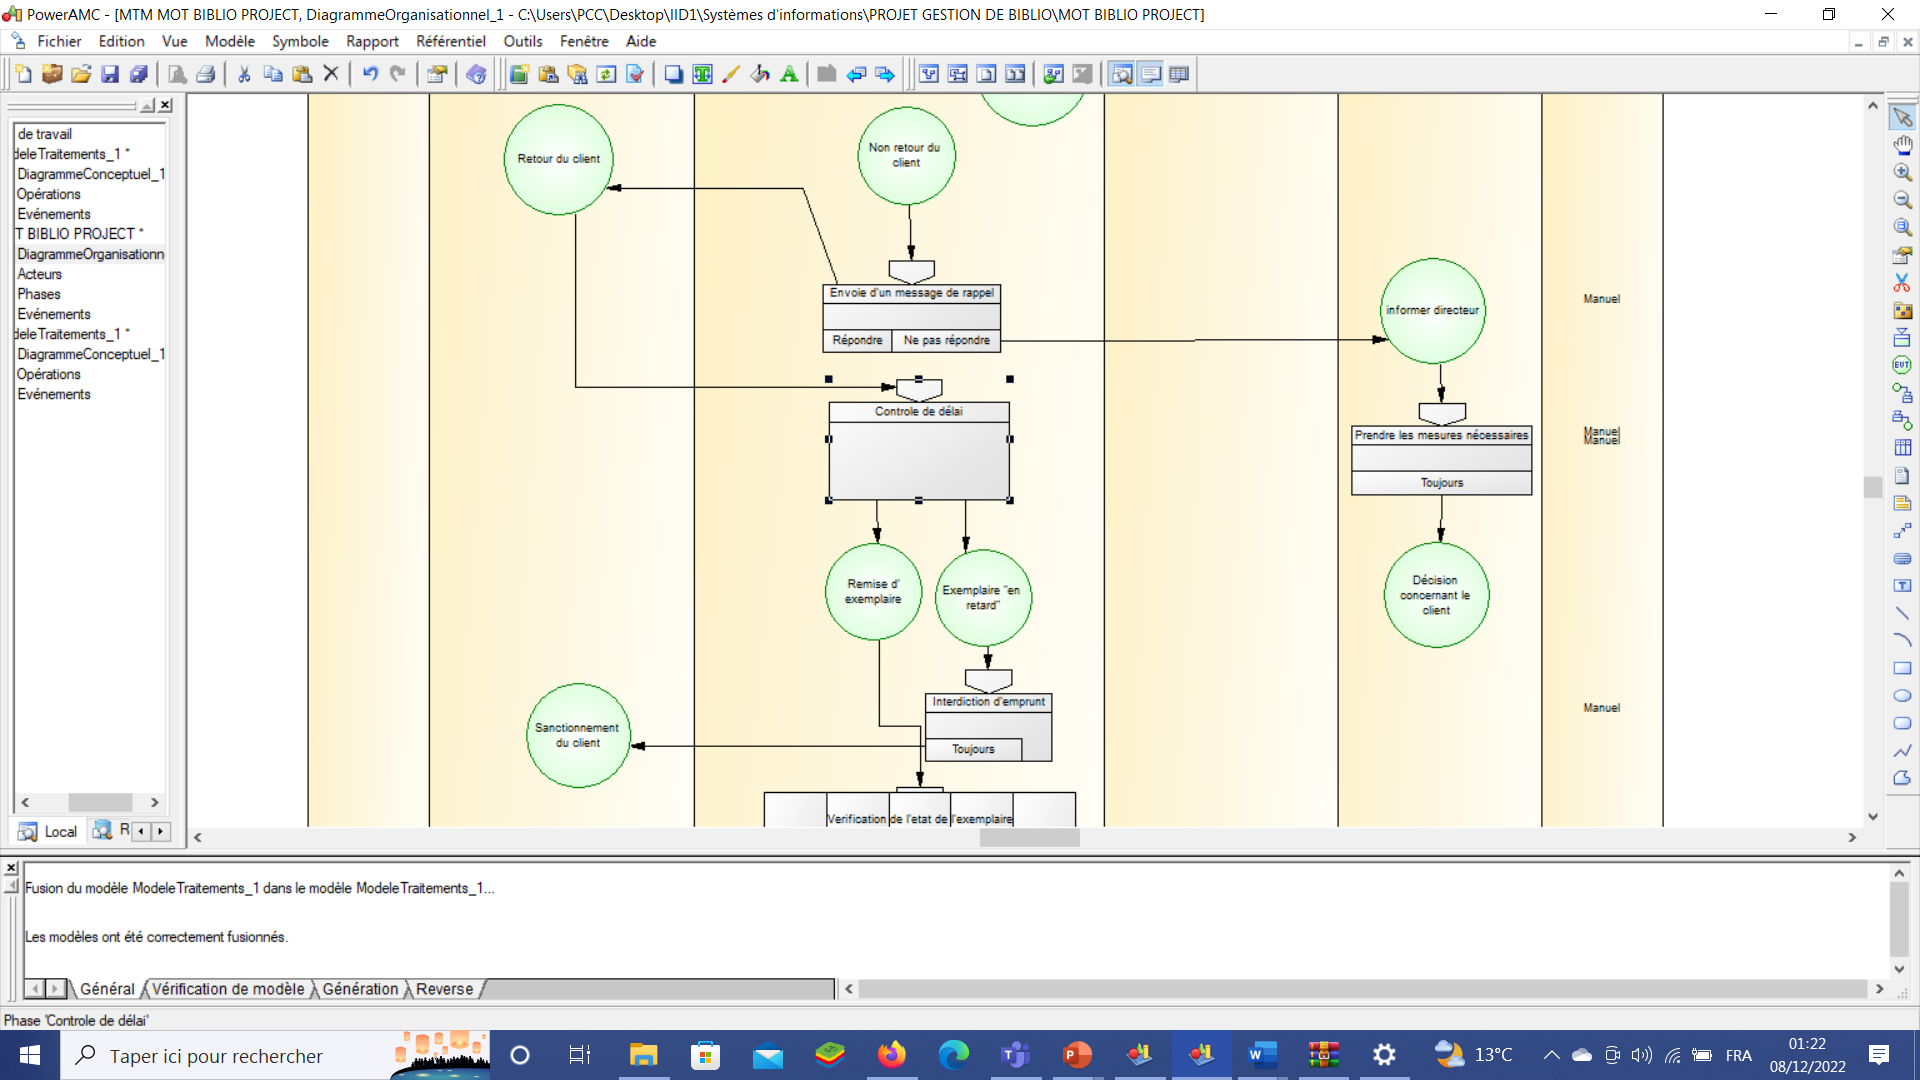 PowerAMC - [MTM MOT BIBLIO PROJECT, DiagrammeOrganisationnel_1 - C:\Users\PCC\Desktop\IID1\Systèmes d'informations\PROJET GESTION DE BIBLIO\MOT BIBLIO PROJECT]
Fichier Edition Vue Modèle Symbole Rapport Référentiel Outils Fenêtre Aide
de travail
deleTraitements_1 *
DiagrammeConceptuel_1
Opérations
Evénements
T BIBLIO PROJECT *
DiagrammeOrganisationn
Acteurs
Phases
Evénements
deleTraitements_1 *
DiagrammeConceptuel_1
Opérations
Evénements
Local
R
Retour du client
Non retour du
client
Envoie d'un message de rappel
Répondre
Ne pas répondre
informer directeur
Manuel
Controle de délai
Prendre les mesures nécessaires
Toujours
Manuel
Manuel
Remise d'
exemplaire
Exemplaire "en
retard"
Décision
concernant le
client
Interdiction d'emprunt
Toujours
Sanctionnement
du client
Manuel
Verification de l'etat de l'exemplaire
EVT
T
Fusion du modèle ModeleTraitements_1 dans le modèle ModeleTraitements_1...
Les modèles ont été correctement fusionnés.
Général
Vérification de modèle
Génération
Reverse
Phase 'Controle de délai'
Taper ici pour rechercher
13°C
FRA
01:22
08/12/2022